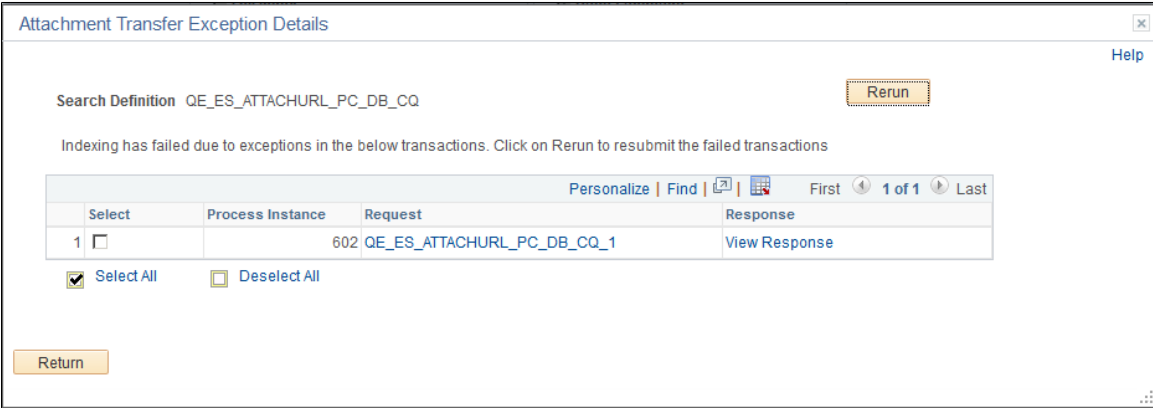 Attachment Transfer Exception Details
Help
Search Definition QE_ES_ATTACHURL_PC_DB_CQ
Rerun
Indexing has failed due to exceptions in the below transactions. Click on Rerun to resubmit the failed transactions
Personalize | Find | | First 1 of 1 Last
Select Process Instance Request Response
1 602 QE_ES_ATTACHURL_PC_DB_CQ_1 View Response
Select All Deselect All
Return